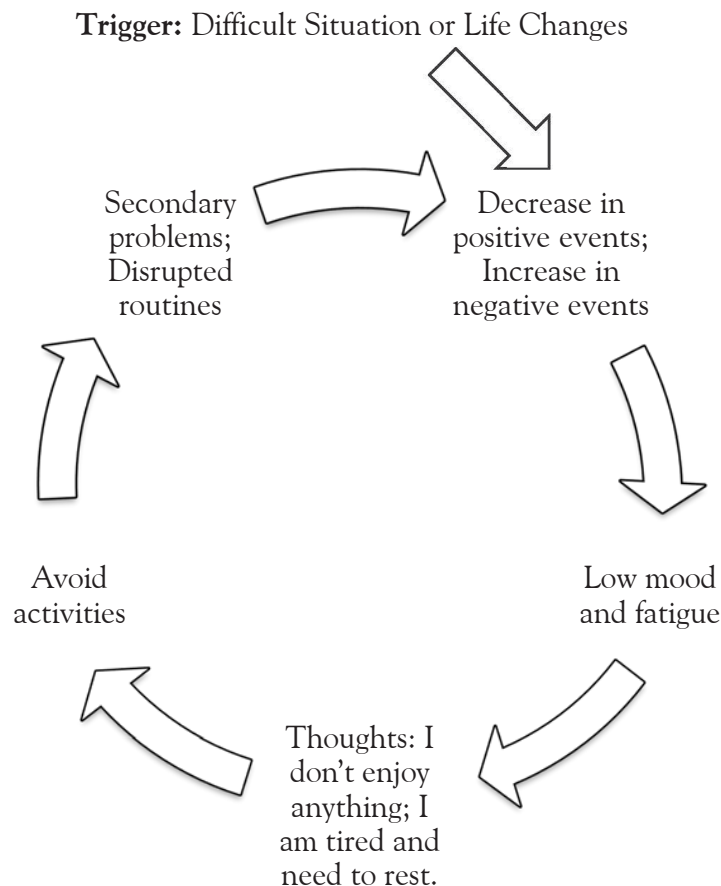 Trigger: Difficult Situation or Life Changes
Secondary
problems;
Disrupted
routines
Decrease in
positive events;
Increase in
negative events
Avoid
activities
Low mood
and fatigue
Thoughts: I
don't enjoy
anything; I
am tired and
need to rest.